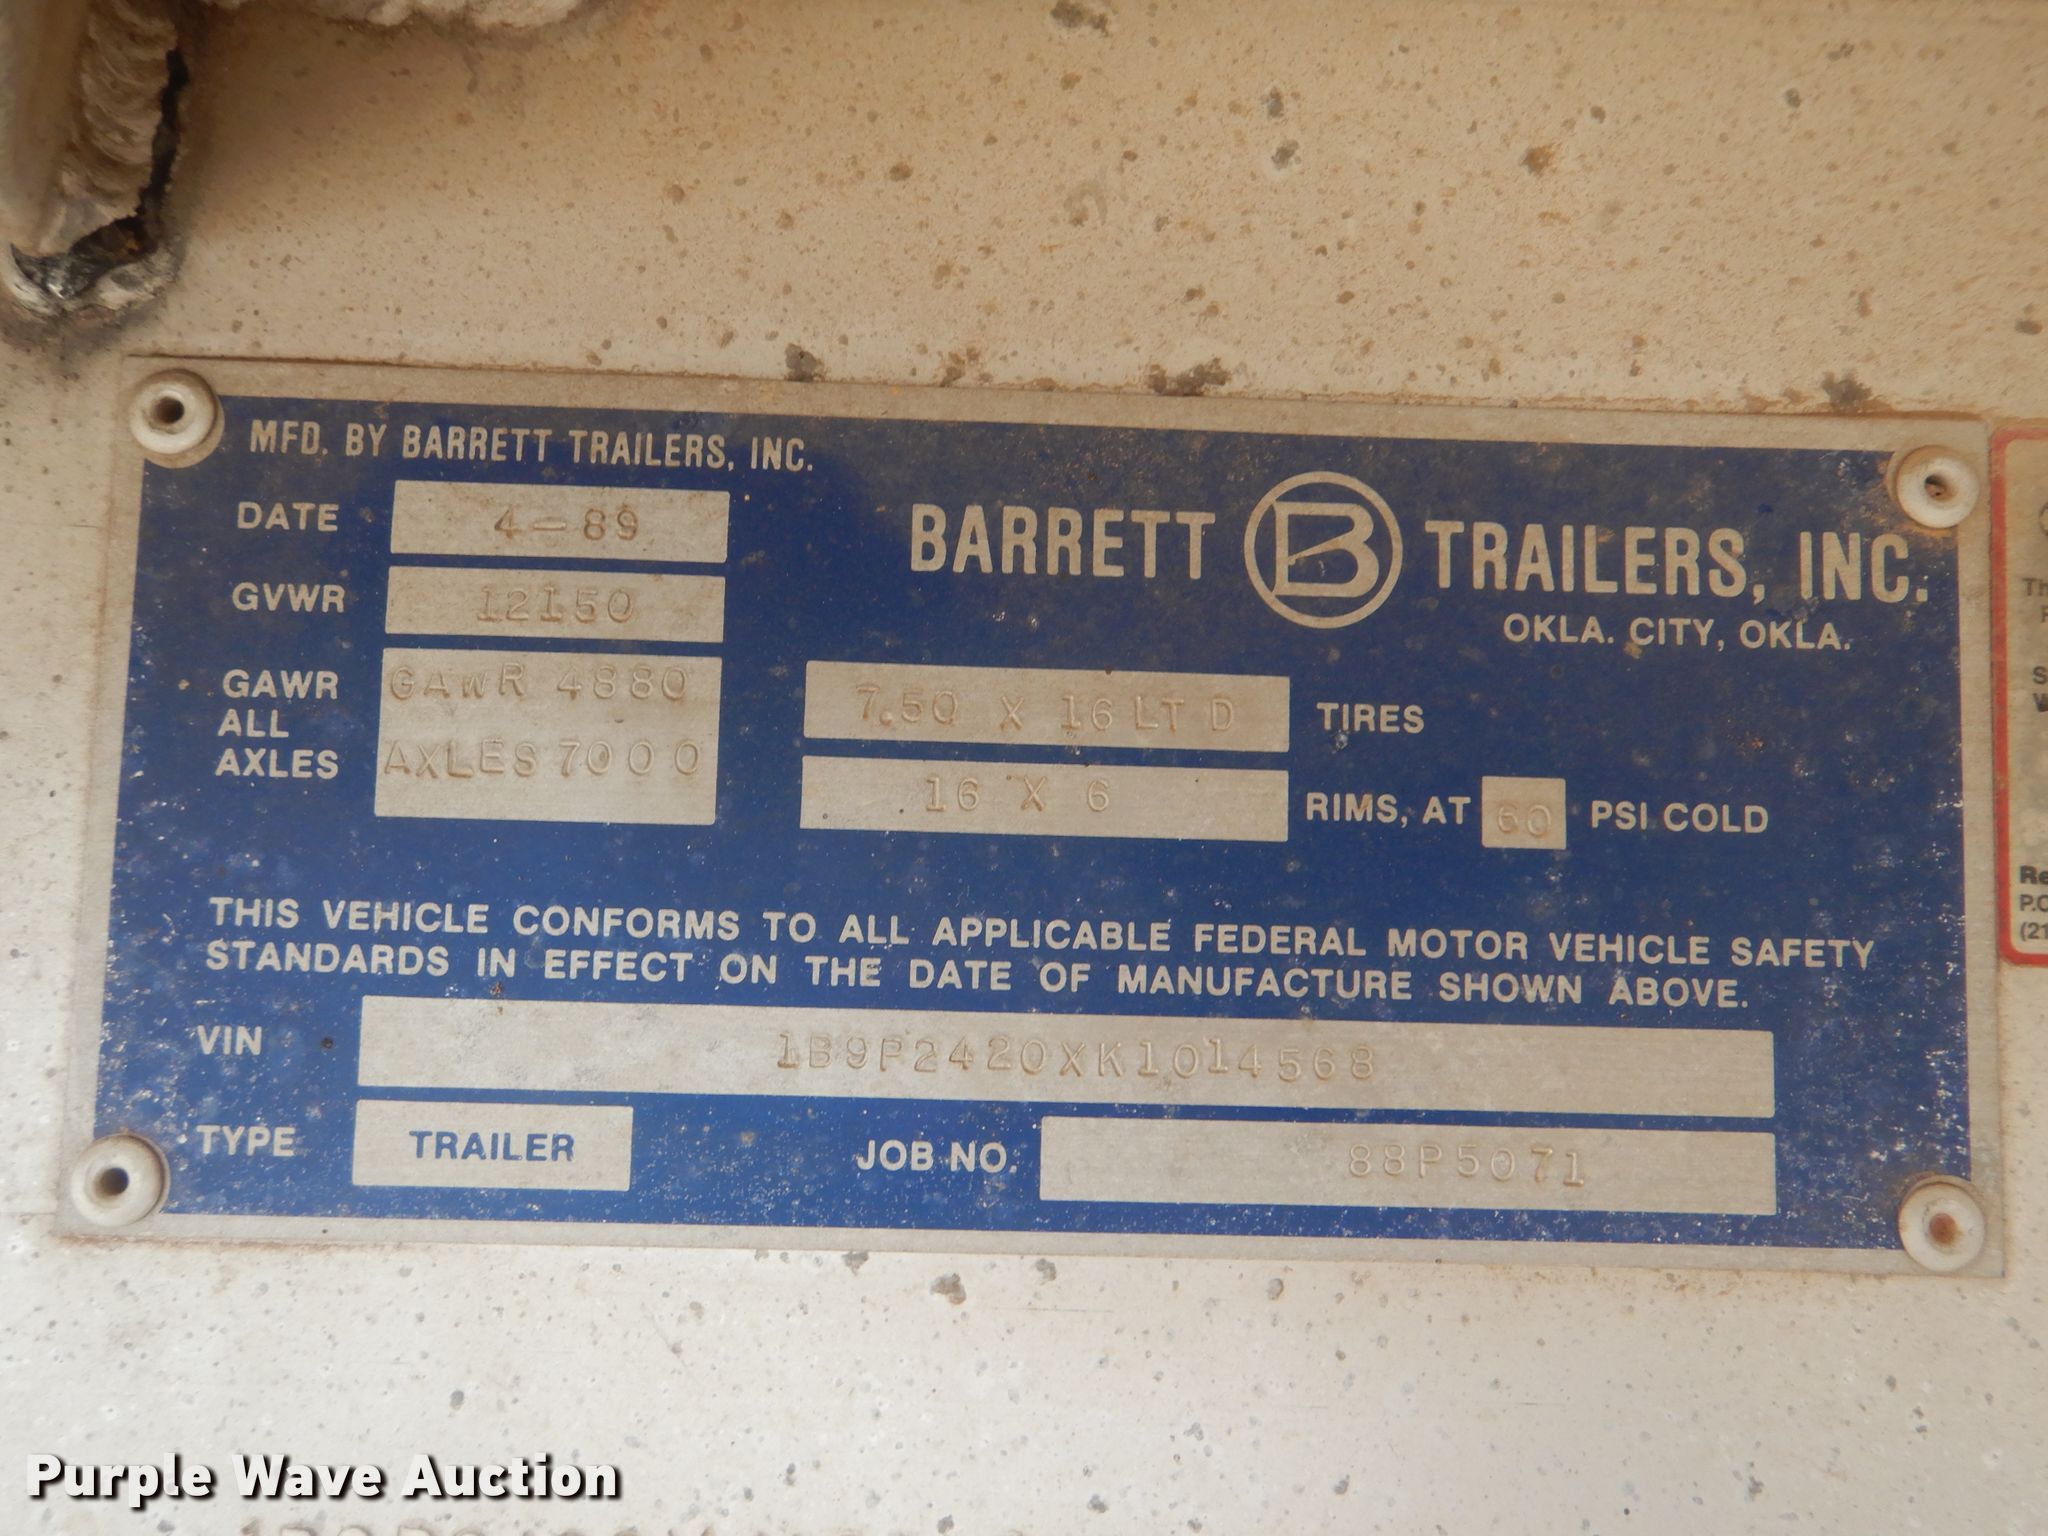 MFD. BY BARRETT TRAILERS, INC.
DATE 4-89
BARRETT B TRAILERS, INC.
OKLA. CITY, OKLA.
GVWR 12150
GAWR ALL AXLES GAWR 4880
AXLES 7000
7.50 X 16 LT D TIRES
16 X 6 RIMS, AT 60 PSI COLD
THIS VEHICLE CONFORMS TO ALL APPLICABLE FEDERAL MOTOR VEHICLE SAFETY
STANDARDS IN EFFECT ON THE DATE OF MANUFACTURE SHOWN ABOVE.
VIN 1B9P2420XK1014568
TYPE TRAILER JOB NO. 88P5071
Purple Wave Auction